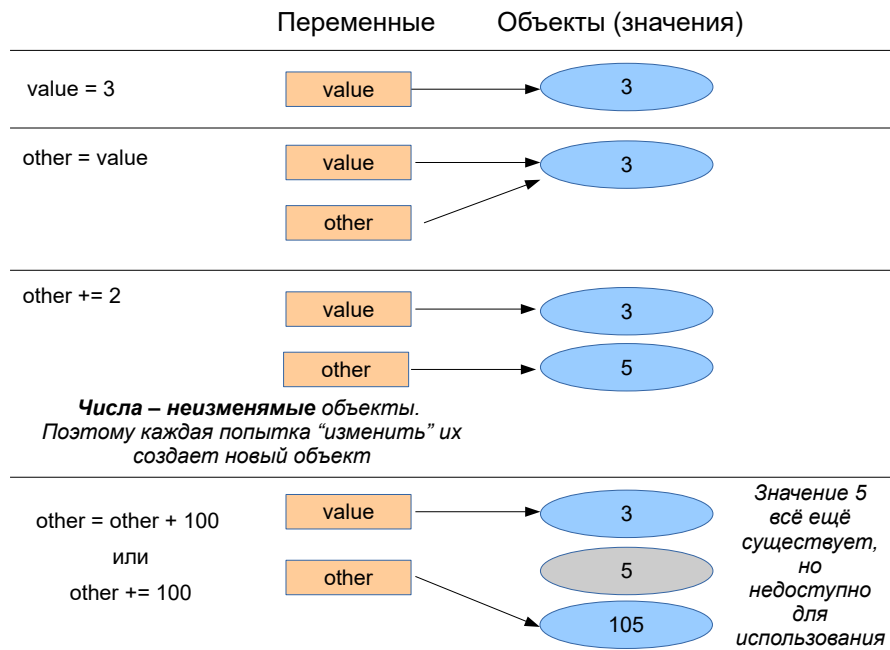 Переменные Объекты (значения)
value = 3 value 3
other = value value 3
other
other += 2 value 3
other 5
Числа – неизменямые объекты.
Поэтому каждая попытка “изменить” их
создает новый объект
other = other + 100
или
other += 100
value 3
other 5
105
Значение 5
всё ещё
существует,
но
недоступно
для
использования